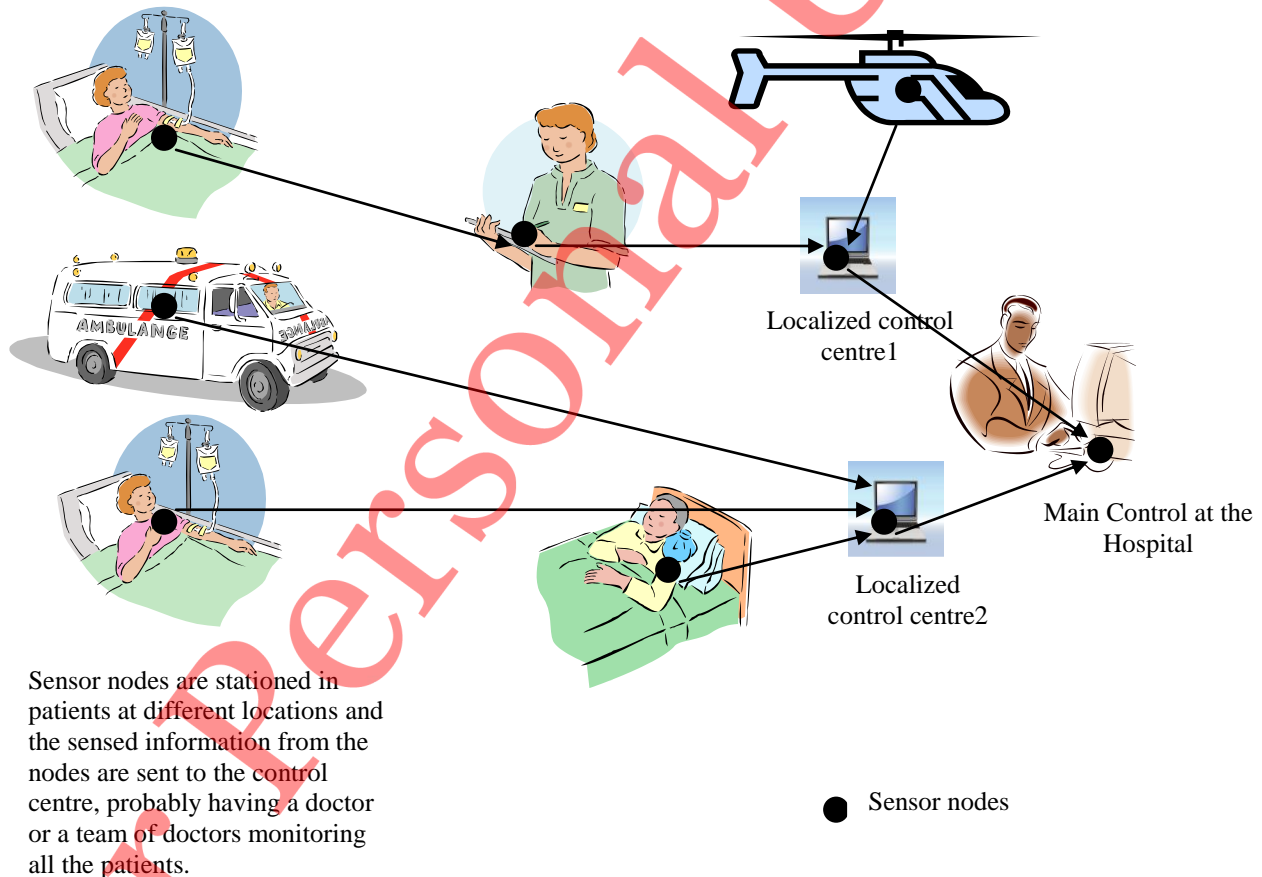 AMBULANCE
Localized control
centre1
Main Control at the
Hospital
Localized
control centre2
Sensor nodes are stationed in
patients at different locations and
the sensed information from the
nodes are sent to the control
centre, probably having a doctor
or a team of doctors monitoring
all the patients.
Sensor nodes
Personal